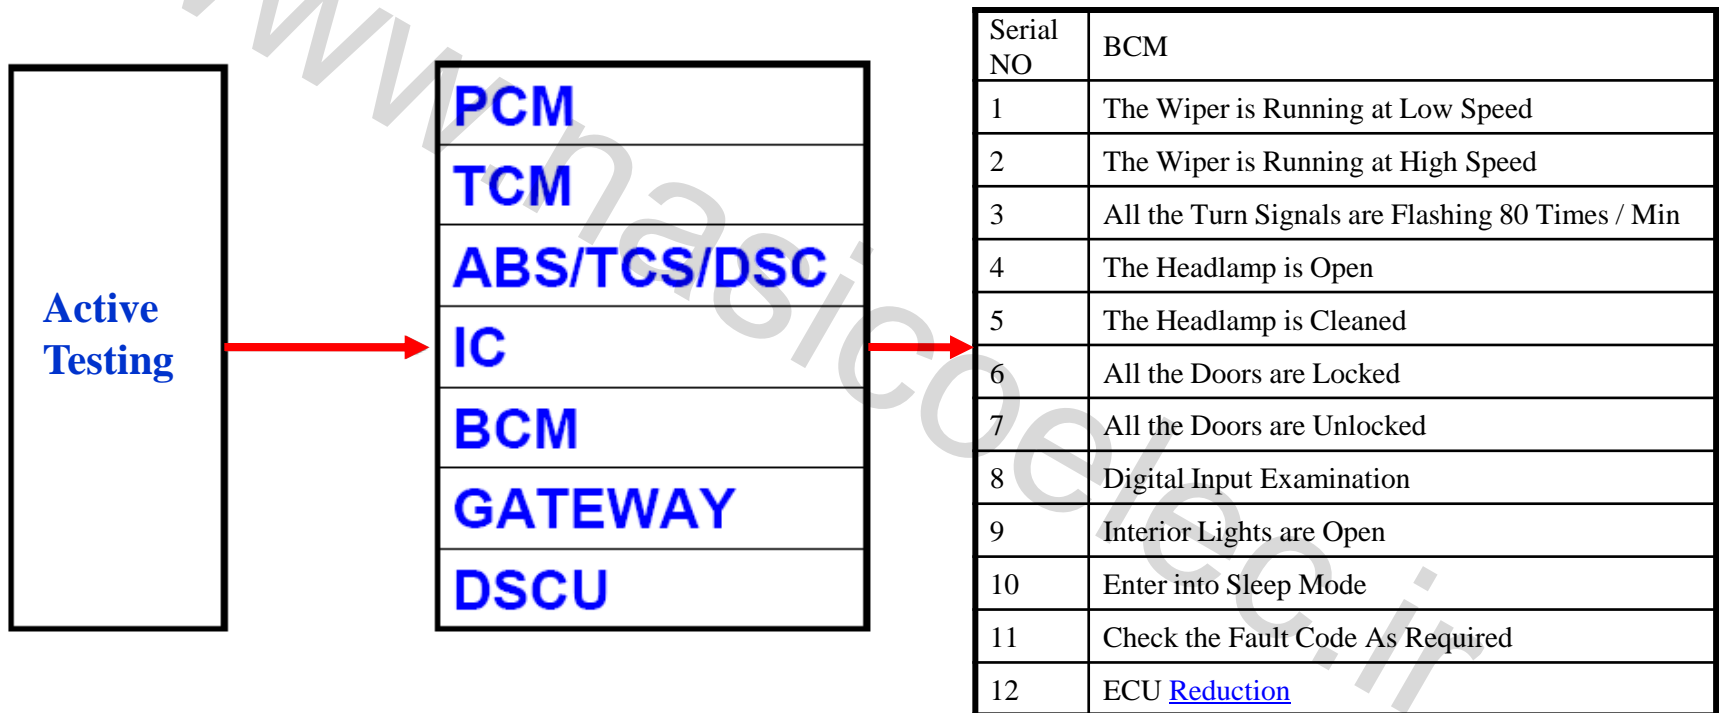 Active
Testing
PCM
TCM
ABS/TCS/DSC
IC
BCM
GATEWAY
DSCU
Serial
NO
BCM
1 The Wiper is Running at Low Speed
2 The Wiper is Running at High Speed
3 All the Turn Signals are Flashing 80 Times / Min
4 The Headlamp is Open
5 The Headlamp is Cleaned
6 All the Doors are Locked
7 All the Doors are Unlocked
8 Digital Input Examination
9 Interior Lights are Open
10 Enter into Sleep Mode
11 Check the Fault Code As Required
12 ECU Reduction
www.nasicoelec.ir